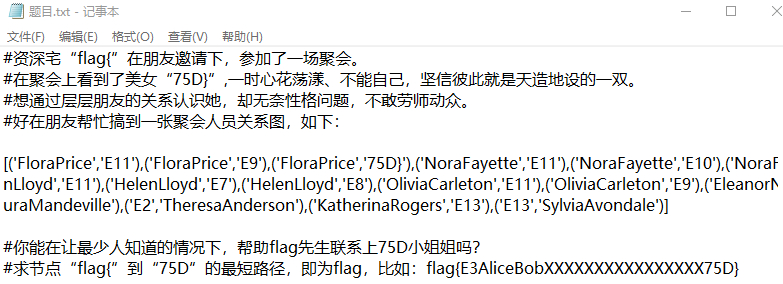 题目.txt - 记事本
文件(F) 编辑(E) 格式(O) 查看(V) 帮助(H)
#资深宅“flag{”在朋友邀请下，参加了一场聚会。
#在聚会上看到了美女“75D}”,一时心花荡漾、不能自己，坚信彼此就是天造地设的一双。
#想通过层层朋友的关系认识她，却无奈性格问题，不敢劳师动众。
#好在朋友帮忙搞到一张聚会人员关系图，如下：
[('FloraPrice','E11'),('FloraPrice','E9'),('FloraPrice','75D}'),('NoraFayette','E11'),('NoraFayette','E10'),('NoraF
nLloyd','E11'),('HelenLloyd','E7'),('HelenLloyd','E8'),('OliviaCarleton','E11'),('OliviaCarleton','E9'),('EleanorN
uraMandeville'),('E2','TheresaAnderson'),('KatherinaRogers','E13'),('E13','SylviaAvondale')]
#你能在让最少人知道的情况下，帮助flag先生联系上75D小姐姐吗？
#求节点“flag{”到“75D”的最短路径，即为flag，比如：flag{E3AliceBobXXXXXXXXXXXXXXXX75D}